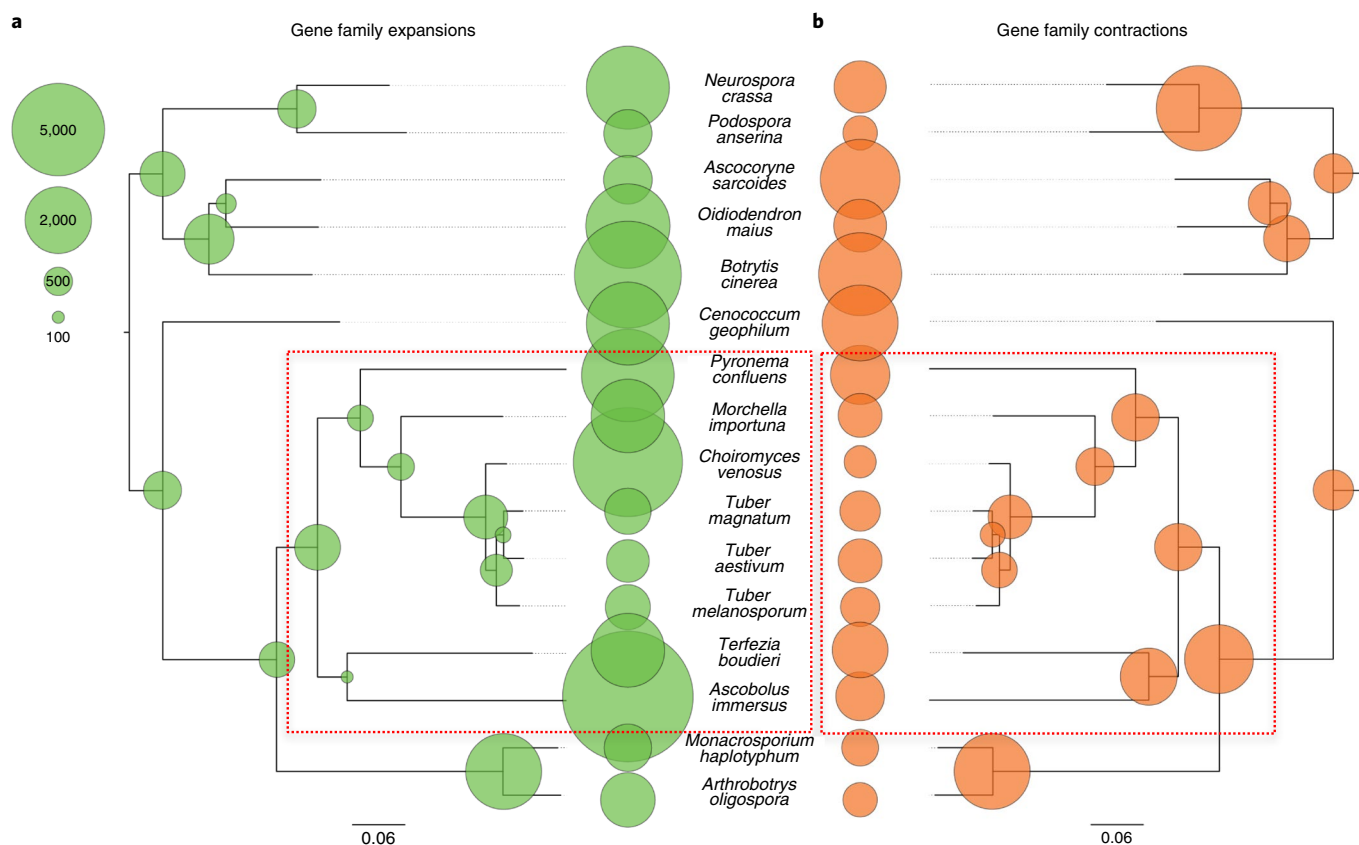 a
Gene family expansions
b
Gene family contractions
5,000
2,000
500
100
Neurospora
crassa
Podospora
anserina
Ascocoryne
sarcoides
Oidiodendron
maius
Botrytis
cinerea
Cenococcum
geophilum
Pyronema
confluens
Morchella
importuna
Choiromyces
venosus
Tuber
magnatum
Tuber
aestivum
Tuber
melanosporum
Terfezia
boudieri
Ascobolus
immersus
Monacrosporium
haplotyphum
Arthrobotrys
oligospora
0.06
0.06